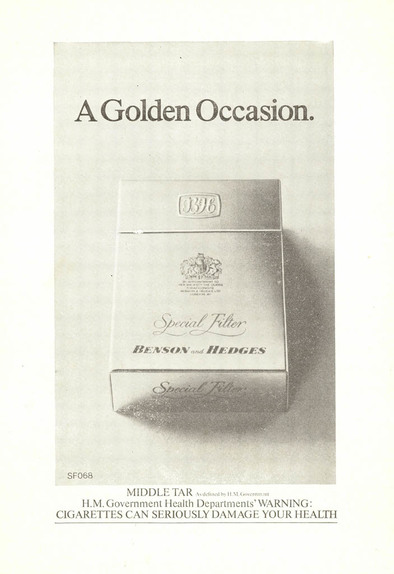 A Golden Occasion.
B&H
Special Filter
BENSON and HEDGES
Special Filter
SF068
MIDDLE TAR As defined by H.M. Government
H.M. Government Health Departments' WARNING:
CIGARETTES CAN SERIOUSLY DAMAGE YOUR HEALTH